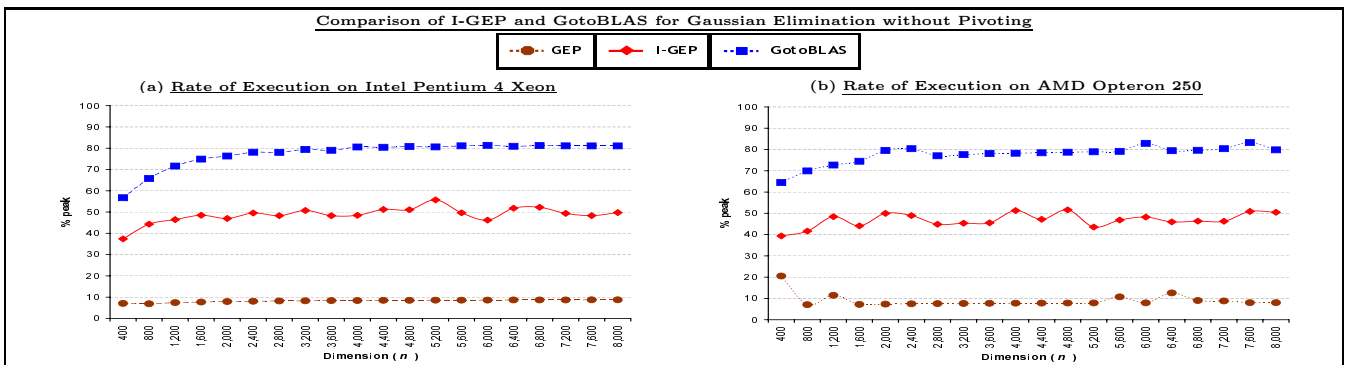 Comparison of I-GEP and GotoBLAS for Gaussian Elimination without Pivoting
GEP I-GEP GotoBLAS
(a) Rate of Execution on Intel Pentium 4 Xeon
% peak
100
90
80
70
60
50
40
30
20
10
0
400 800 1,200 1,600 2,000 2,400 2,800 3,200 3,600 4,000 4,400 4,800 5,200 5,600 6,000 6,400 6,800 7,200 7,600 8,000
Dimension ( n )
(b) Rate of Execution on AMD Opteron 250
% peak
100
90
80
70
60
50
40
30
20
10
0
400 800 1,200 1,600 2,000 2,400 2,800 3,200 3,600 4,000 4,400 4,800 5,200 5,600 6,000 6,400 6,800 7,200 7,600 8,000
Dimension ( n )